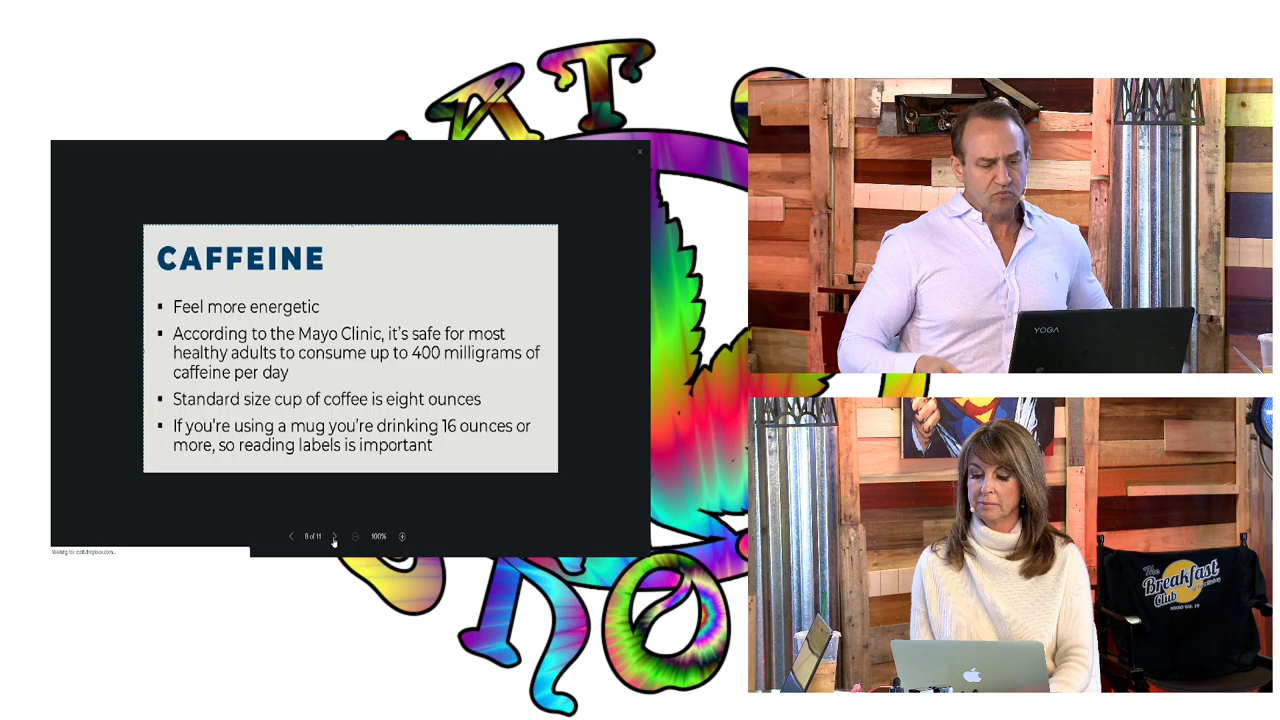 CAFFEINE
▪ Feel more energetic
▪ According to the Mayo Clinic, it's safe for most
healthy adults to consume up to 400 milligrams of
caffeine per day
▪ Standard size cup of coffee is eight ounces
▪ If you're using a mug you're drinking 16 ounces or
more, so reading labels is important
100%
YOGA
The
Breakfast
Club